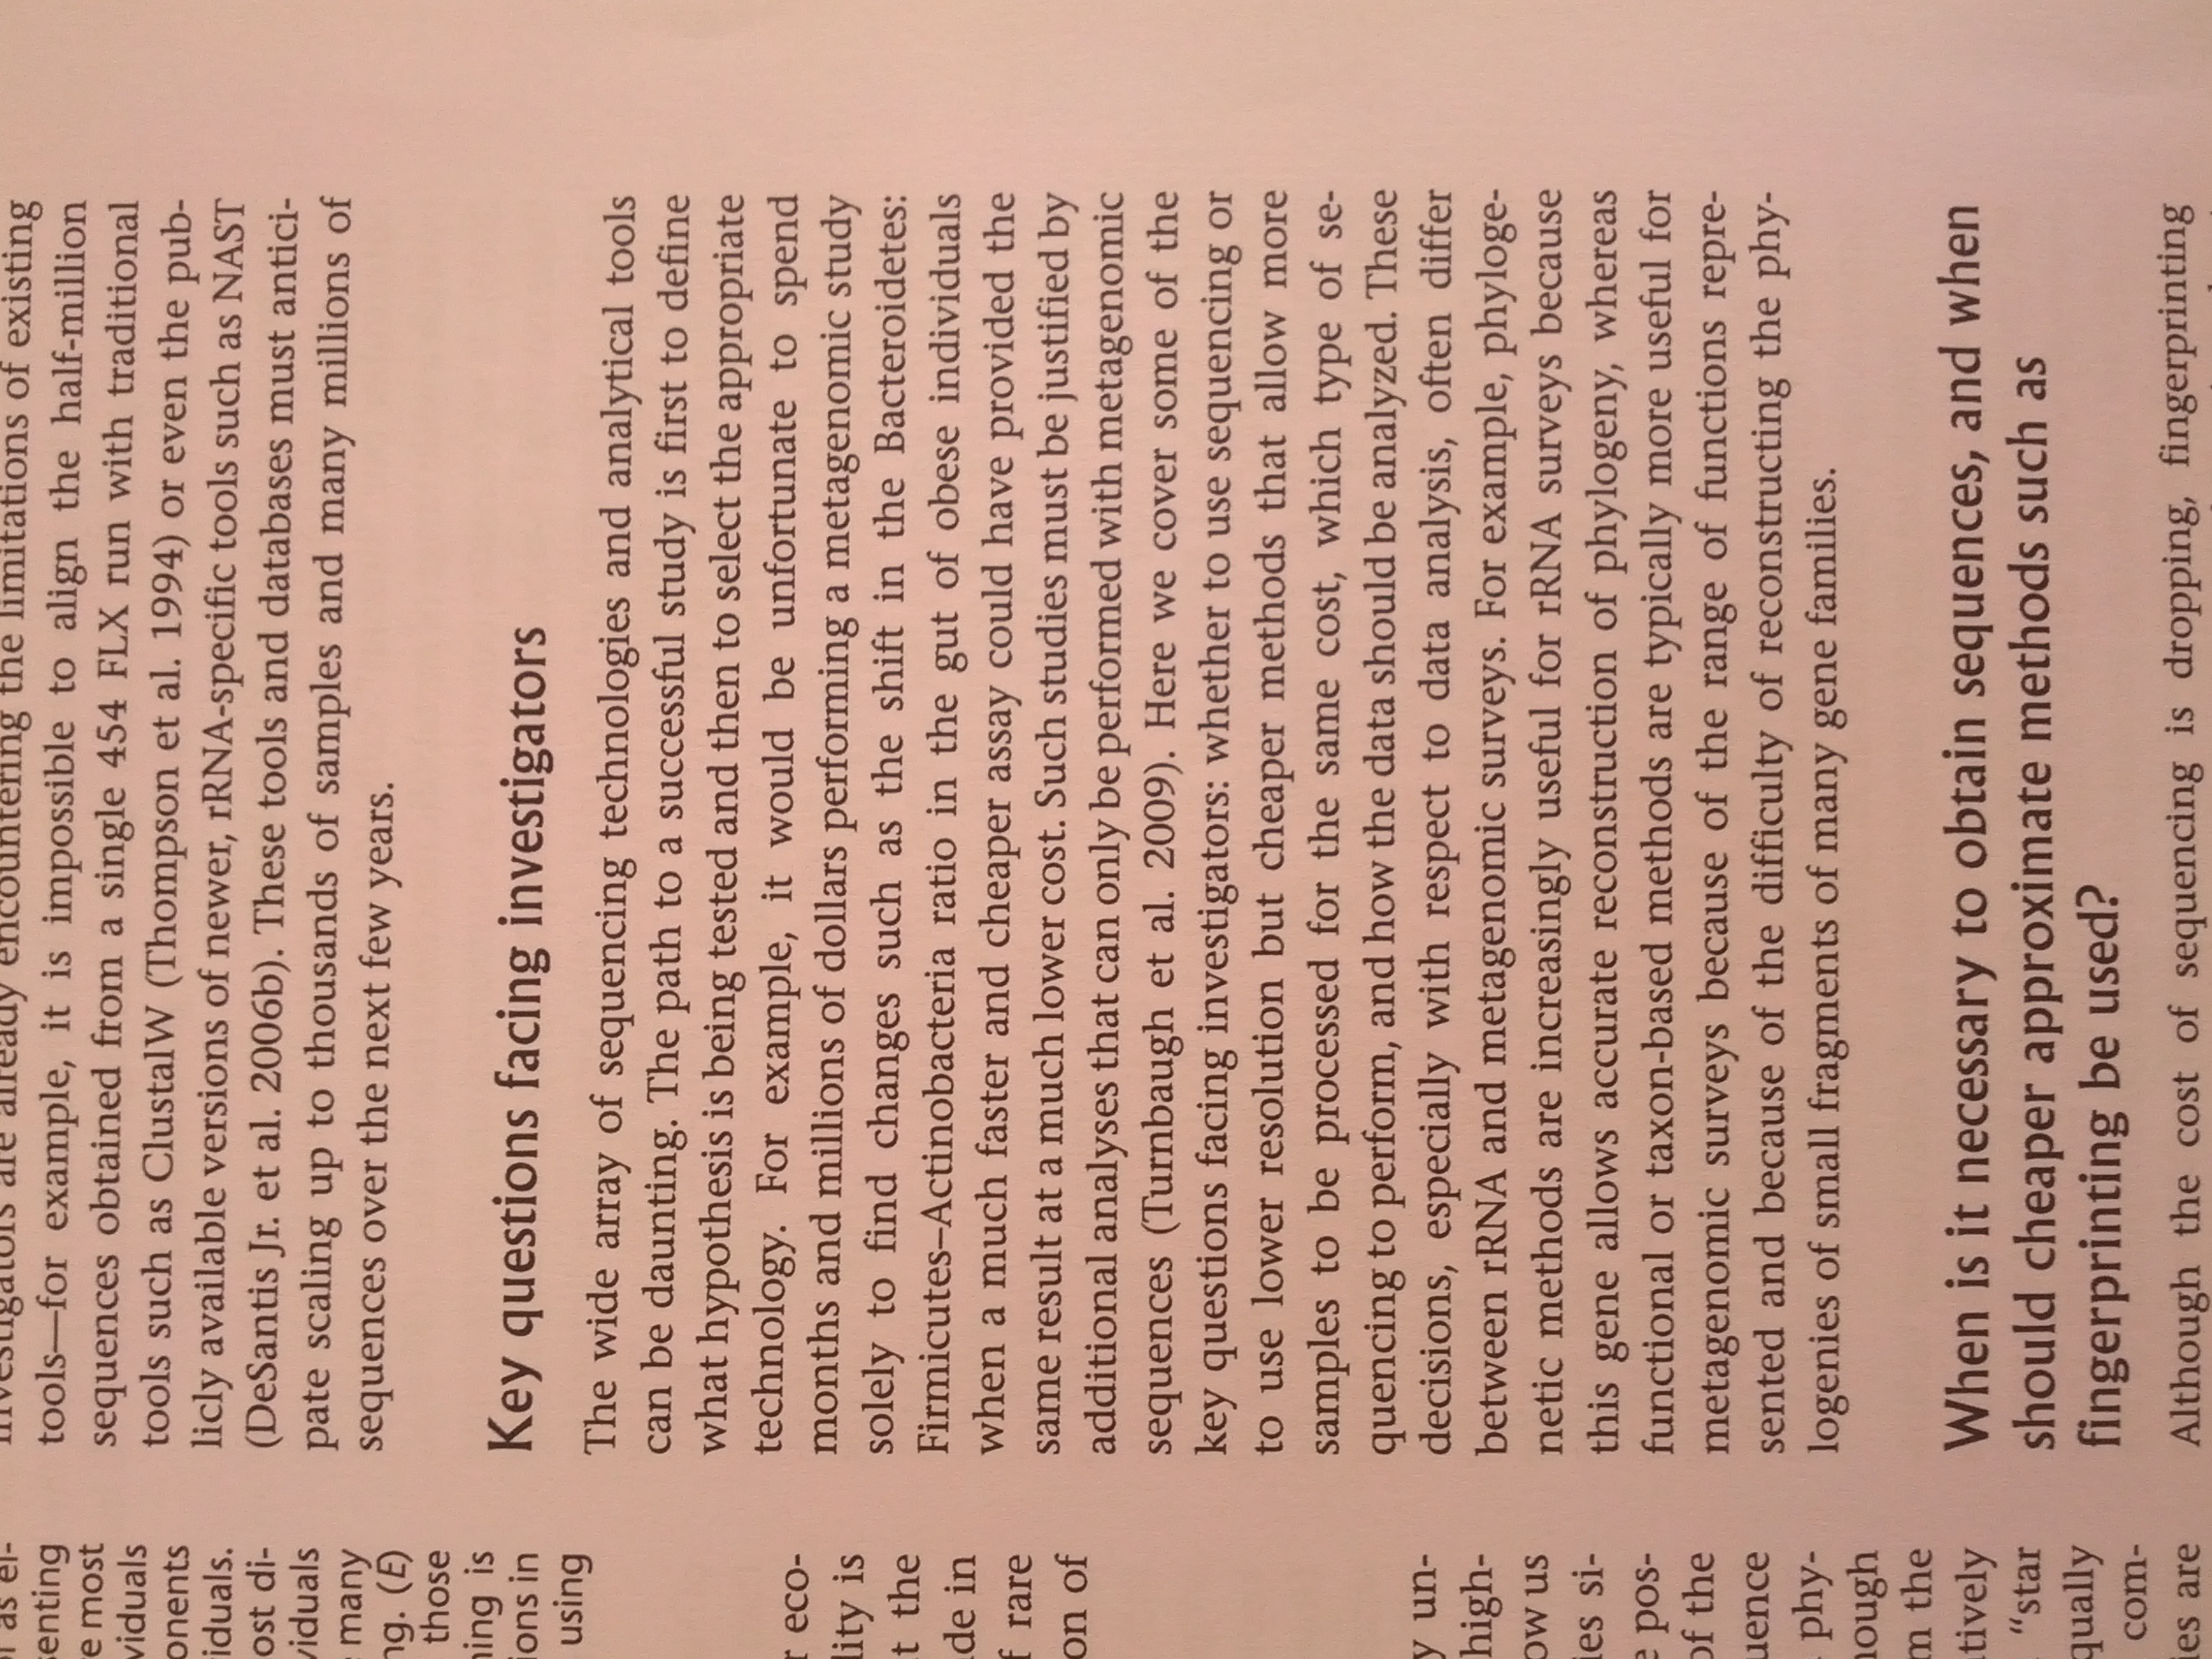 as el-
senting
e most
viduals
onents
iduals.
ost di-
viduals
many
ng. (E)
those
ning is
ions in
using
r eco-
lity is
t the
de in
f rare
on of
y un-
high-
ow us
ies si-
e pos-
of the
uence
phy-
nough
m the
tively
"star
qually
com-
ies are
investigators are already encountering the limitations of existing
tools—for example, it is impossible to align the half-million
sequences obtained from a single 454 FLX run with traditional
tools such as ClustalW (Thompson et al. 1994) or even the pub-
licly available versions of newer, rRNA-specific tools such as NAST
(DeSantis Jr. et al. 2006b). These tools and databases must antici-
pate scaling up to thousands of samples and many millions of
sequences over the next few years.
Key questions facing investigators
The wide array of sequencing technologies and analytical tools
can be daunting. The path to a successful study is first to define
what hypothesis is being tested and then to select the appropriate
technology. For example, it would be unfortunate to spend
months and millions of dollars performing a metagenomic study
solely to find changes such as the shift in the Bacteroidetes:
Firmicutes–Actinobacteria ratio in the gut of obese individuals
when a much faster and cheaper assay could have provided the
same result at a much lower cost. Such studies must be justified by
additional analyses that can only be performed with metagenomic
sequences (Turnbaugh et al. 2009). Here we cover some of the
key questions facing investigators: whether to use sequencing or
to use lower resolution but cheaper methods that allow more
samples to be processed for the same cost, which type of se-
quencing to perform, and how the data should be analyzed. These
decisions, especially with respect to data analysis, often differ
between rRNA and metagenomic surveys. For example, phyloge-
netic methods are increasingly useful for rRNA surveys because
this gene allows accurate reconstruction of phylogeny, whereas
functional or taxon-based methods are typically more useful for
metagenomic surveys because of the range of functions repre-
sented and because of the difficulty of reconstructing the phy-
logenies of small fragments of many gene families.
When is it necessary to obtain sequences, and when
should cheaper approximate methods such as
fingerprinting be used?
Although the cost of sequencing is dropping, fingerprinting